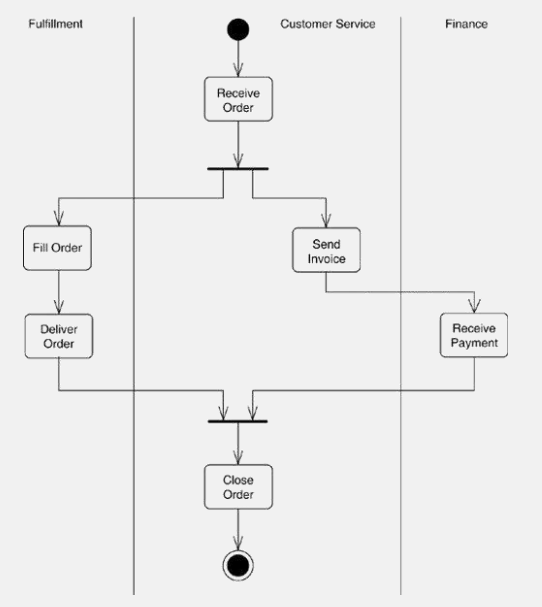 Fulfillment
Customer Service
Finance
Receive
Order
Fill Order
Send
Invoice
Deliver
Order
Receive
Payment
Close
Order